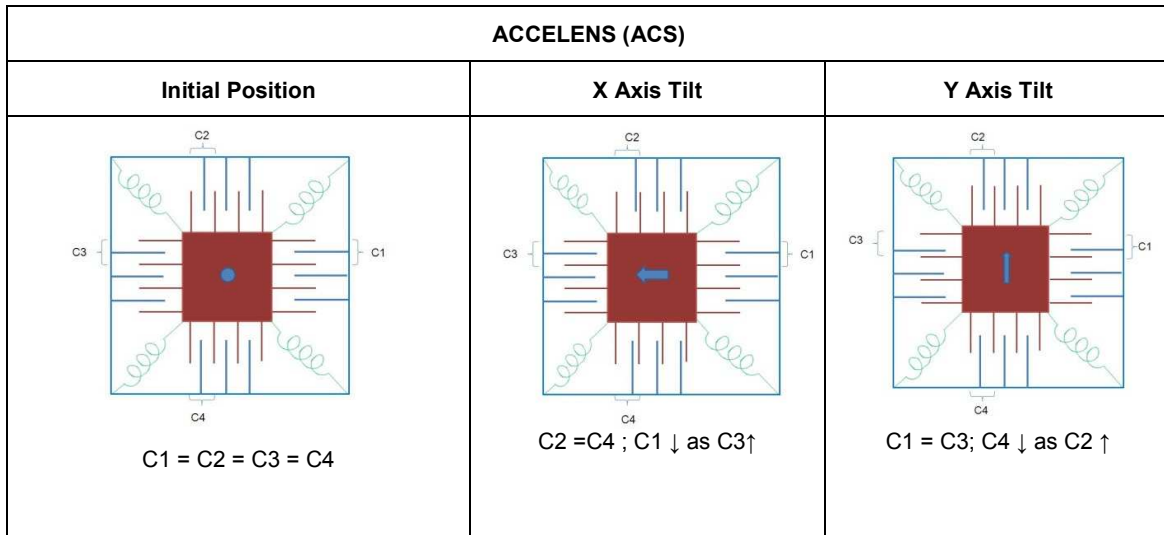 ACCELENS (ACS)
Initial Position
X Axis Tilt
Y Axis Tilt
C2
C3
C1
C4
C1 = C2 = C3 = C4
C2
C3
C1
C4
C2 =C4 ; C1 ↓ as C3↑
C2
C3
C1
C4
C1 = C3; C4 ↓ as C2 ↑